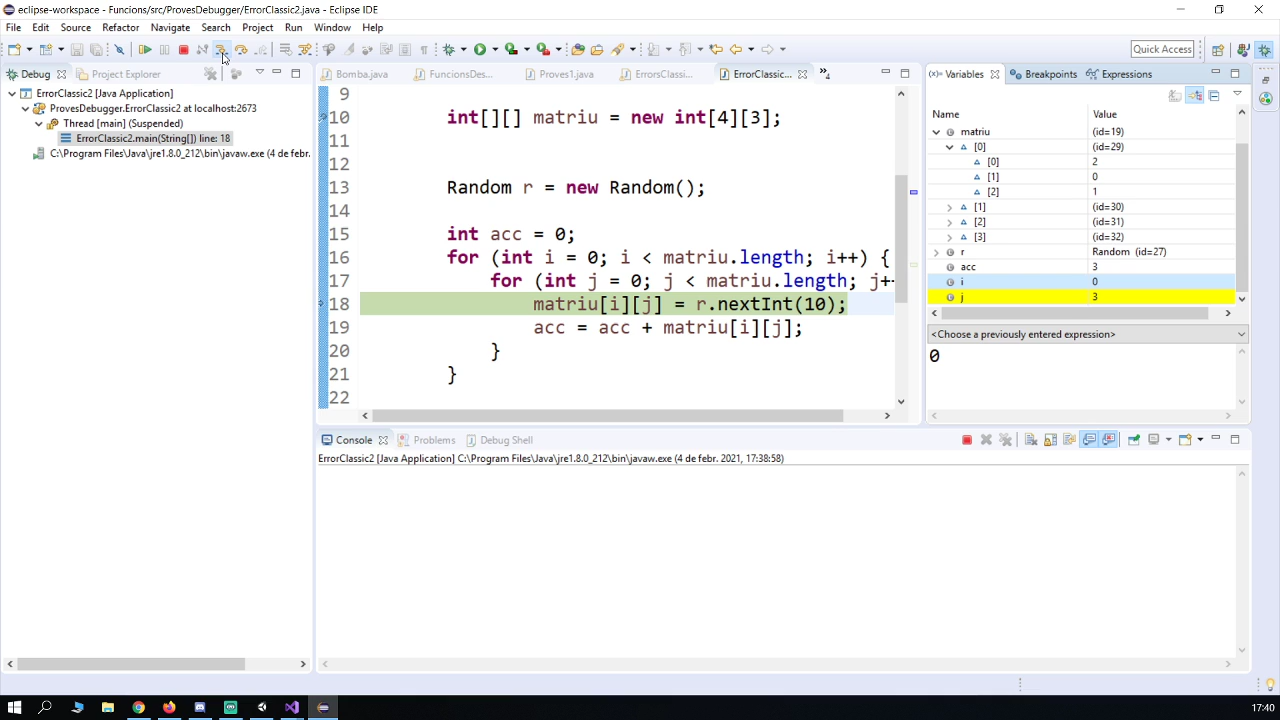 eclipse-workspace - Funcions/src/ProvesDebugger/ErrorClassic2.java - Eclipse IDE
File Edit Source Refactor Navigate Search Project Run Window Help
Quick Access
Debug Project Explorer
Bomba.java FuncionsDes... Proves1.java ErrorsClassi... ErrorClassic... »4
Variables Breakpoints Expressions
ErrorClassic2 [Java Application]
ProvesDebugger.ErrorClassic2 at localhost:2673
Thread [main] (Suspended)
ErrorClassic2.main(String[]) line: 18
C:\Program Files\Java\jre1.8.0_212\bin\javaw.exe (4 de febr.
9
10 int[][] matriu = new int[4][3];
11
12
13 Random r = new Random();
14
15 int acc = 0;
16 for (int i = 0; i < matriu.length; i++) {
17 for (int j = 0; j < matriu.length; j+
18 matriu[i][j] = r.nextInt(10);
19 acc = acc + matriu[i][j];
20 }
21 }
22
Name Value
matriu (id=19)
[0] (id=29)
[0] 2
[1] 0
[2] 1
[1] (id=30)
[2] (id=31)
[3] (id=32)
r Random (id=27)
acc 3
i 0
j 3
<Choose a previously entered expression>
0
Console Problems Debug Shell
ErrorClassic2 [Java Application] C:\Program Files\Java\jre1.8.0_212\bin\javaw.exe (4 de febr. 2021, 17:38:58)
17:40